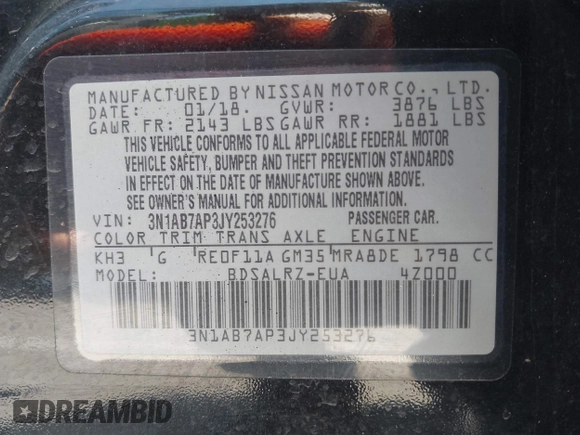 MANUFACTURED BY NISSAN MOTOR CO., LTD.
DATE: 01/18. GVWR: 3876 LBS
GAWR FR: 2143 LBS GAWR RR: 1881 LBS
THIS VEHICLE CONFORMS TO ALL APPLICABLE FEDERAL MOTOR
VEHICLE SAFETY, BUMPER AND THEFT PREVENTION STANDARDS
IN EFFECT ON THE DATE OF MANUFACTURE SHOWN ABOVE.
SEE OWNER'S MANUAL FOR ADDITIONAL INFORMATION.
VIN: 3N1AB7AP3JY253276 PASSENGER CAR.
COLOR TRIM TRANS AXLE ENGINE
KH3 G RE0F11A GM35 MRA8DE 1798 CC
MODEL: BDSALRZ-EUA 4Z000
3N1AB7AP3JY253276
DREAMBID